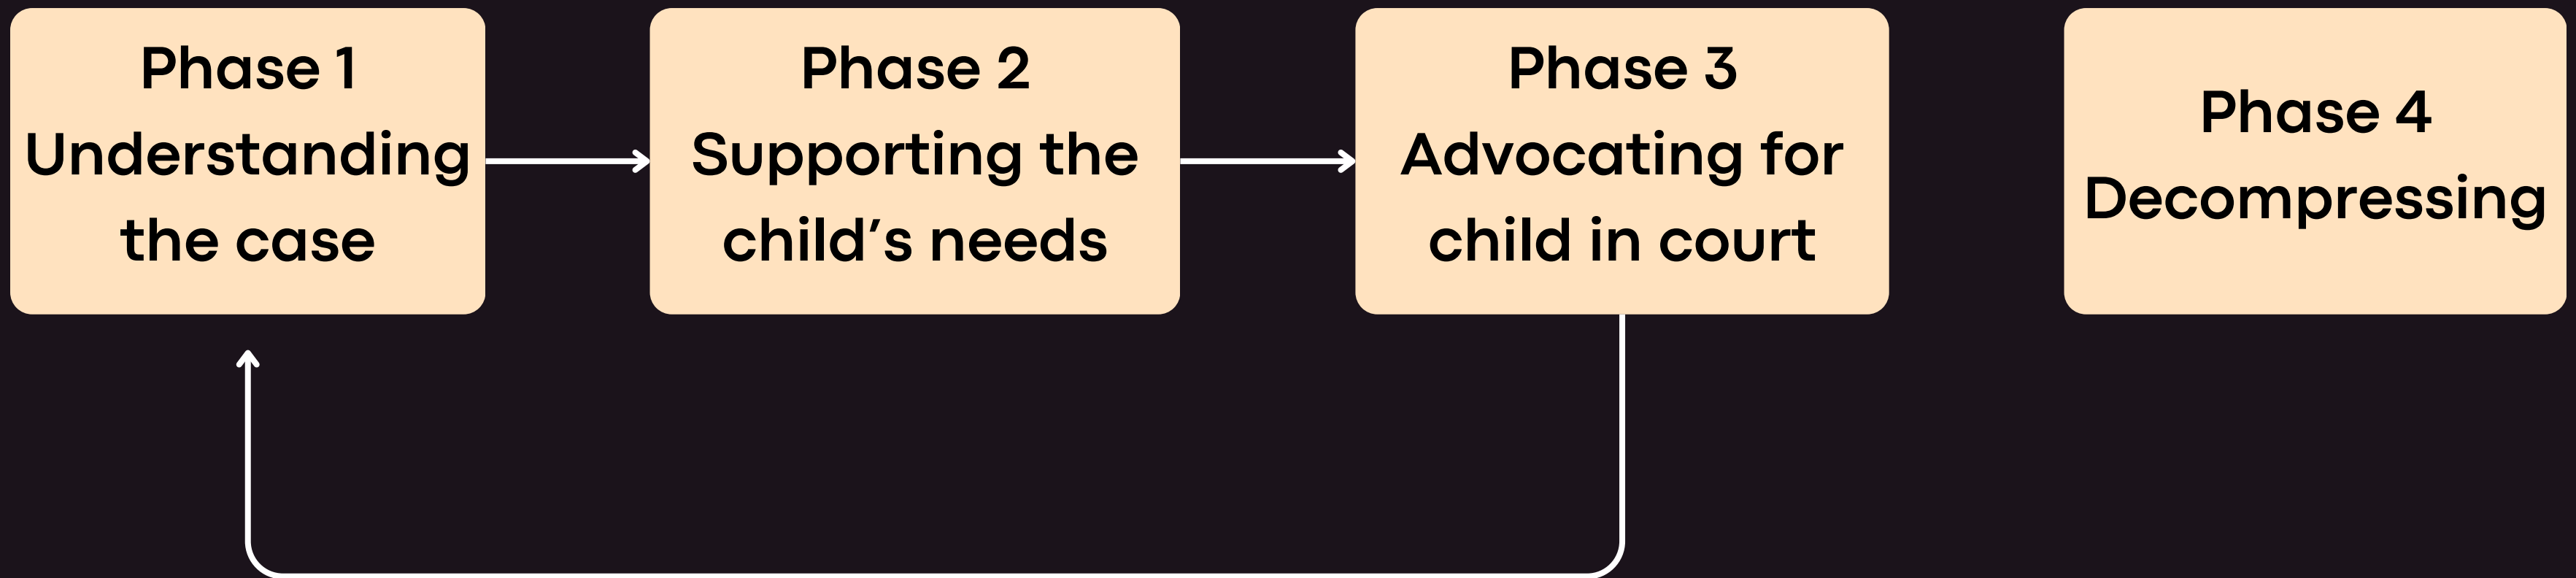 Phase 1
Understanding
the case
Phase 2
Supporting the
child’s needs
Phase 3
Advocating for
child in court
Phase 4
Decompressing